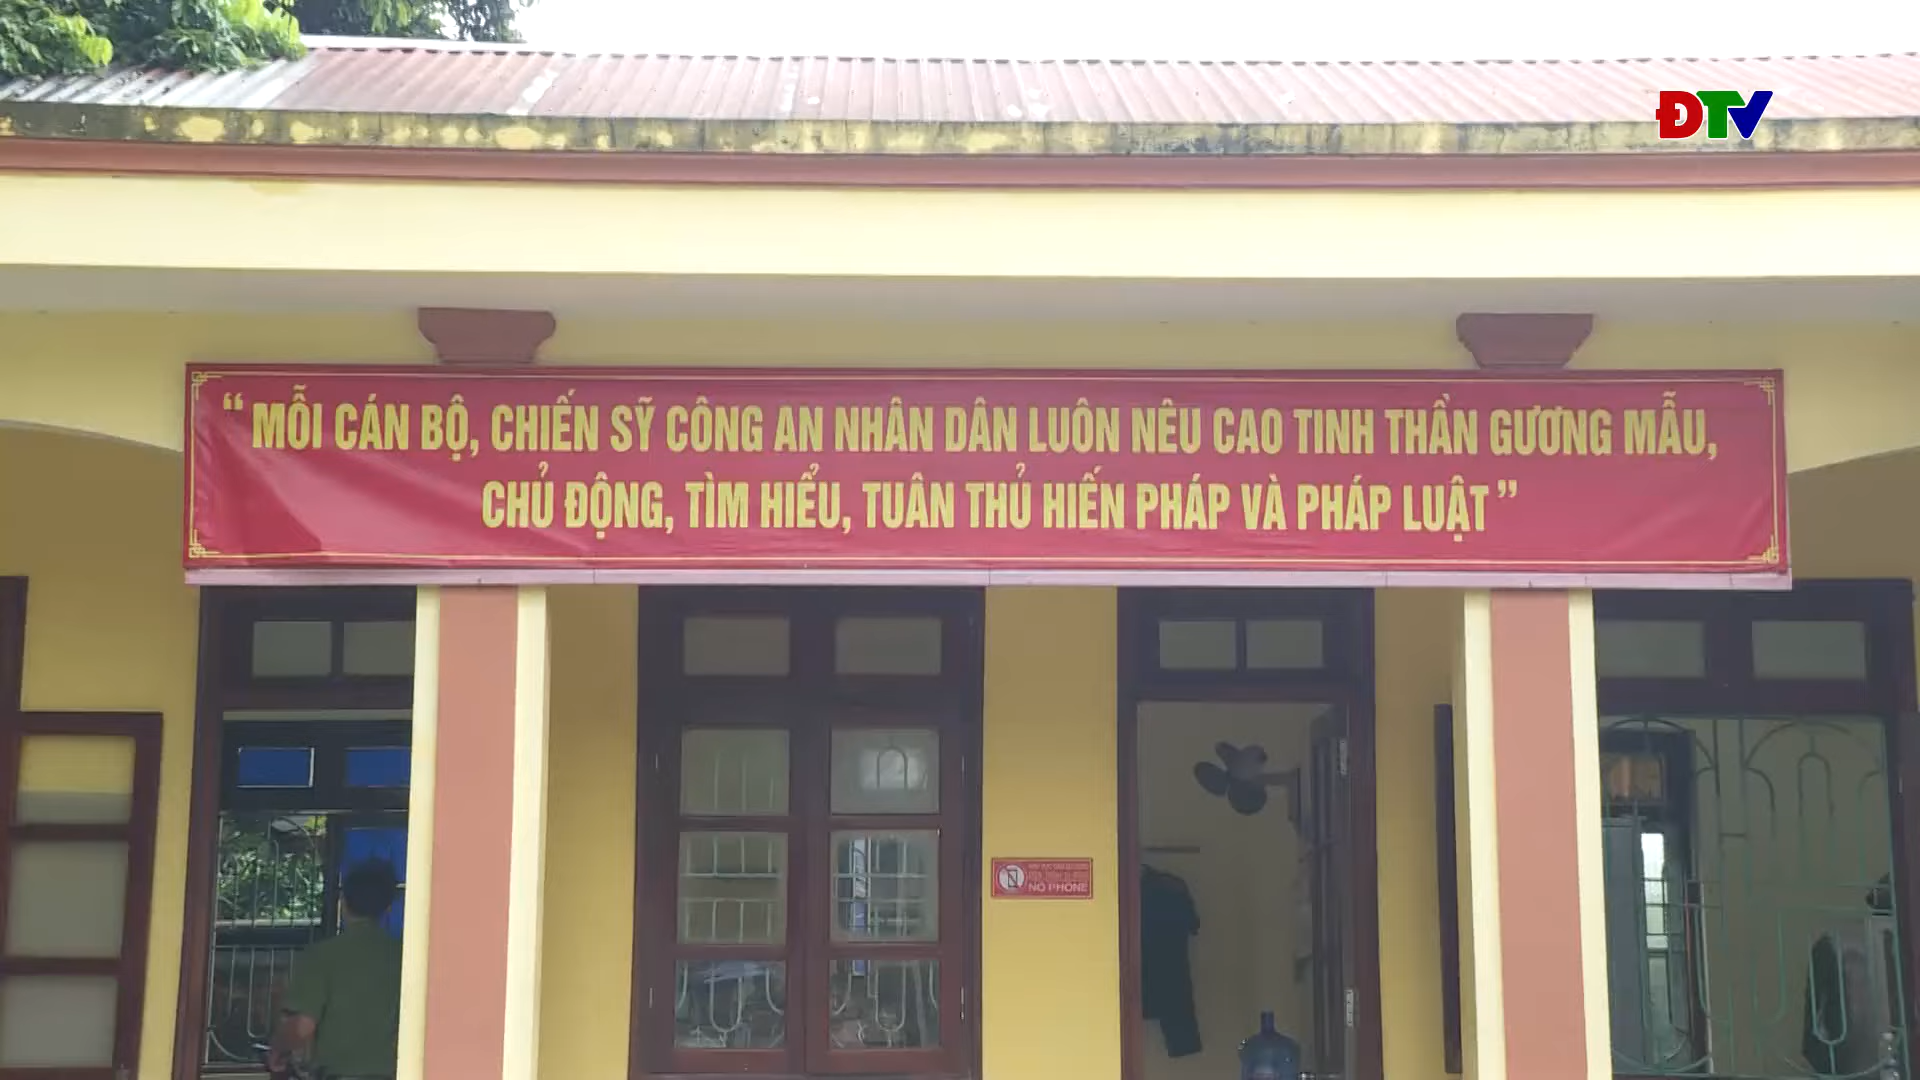 ĐTV
“ MỖI CÁN BỘ, CHIẾN SỸ CÔNG AN NHÂN DÂN LUÔN NÊU CAO TINH THẦN GƯƠNG MẪU,
CHỦ ĐỘNG, TÌM HIỂU, TUÂN THỦ HIẾN PHÁP VÀ PHÁP LUẬT ”
NO PHONE